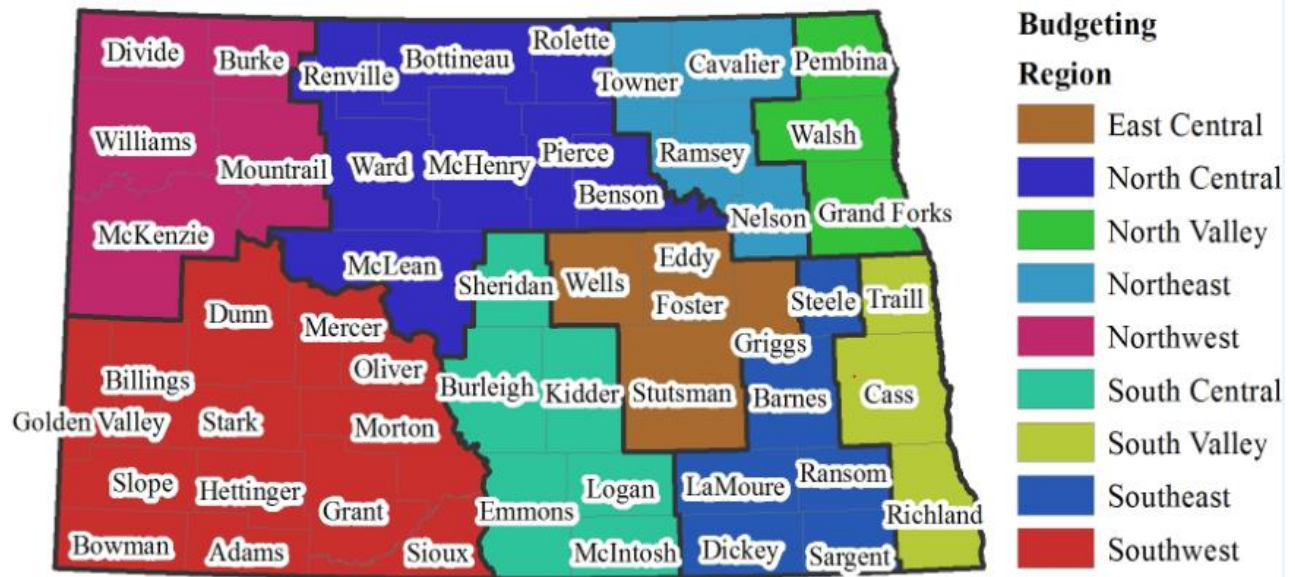 Divide
Burke
Renville
Bottineau
Rolette
Towner
Cavalier
Pembina
Williams
Mountrail
Ward
McHenry
Pierce
Benson
Ramsey
Walsh
McKenzie
Nelson
Grand Forks
McLean
Sheridan
Wells
Eddy
Foster
Steele
Traill
Dunn
Mercer
Griggs
Billings
Oliver
Burleigh
Kidder
Stutsman
Barnes
Cass
Golden Valley
Stark
Morton
Slope
Hettinger
Grant
Emmons
Logan
LaMoure
Ransom
Richland
Bowman
Adams
Sioux
McIntosh
Dickey
Sargent
Budgeting
Region
East Central
North Central
North Valley
Northeast
Northwest
South Central
South Valley
Southeast
Southwest